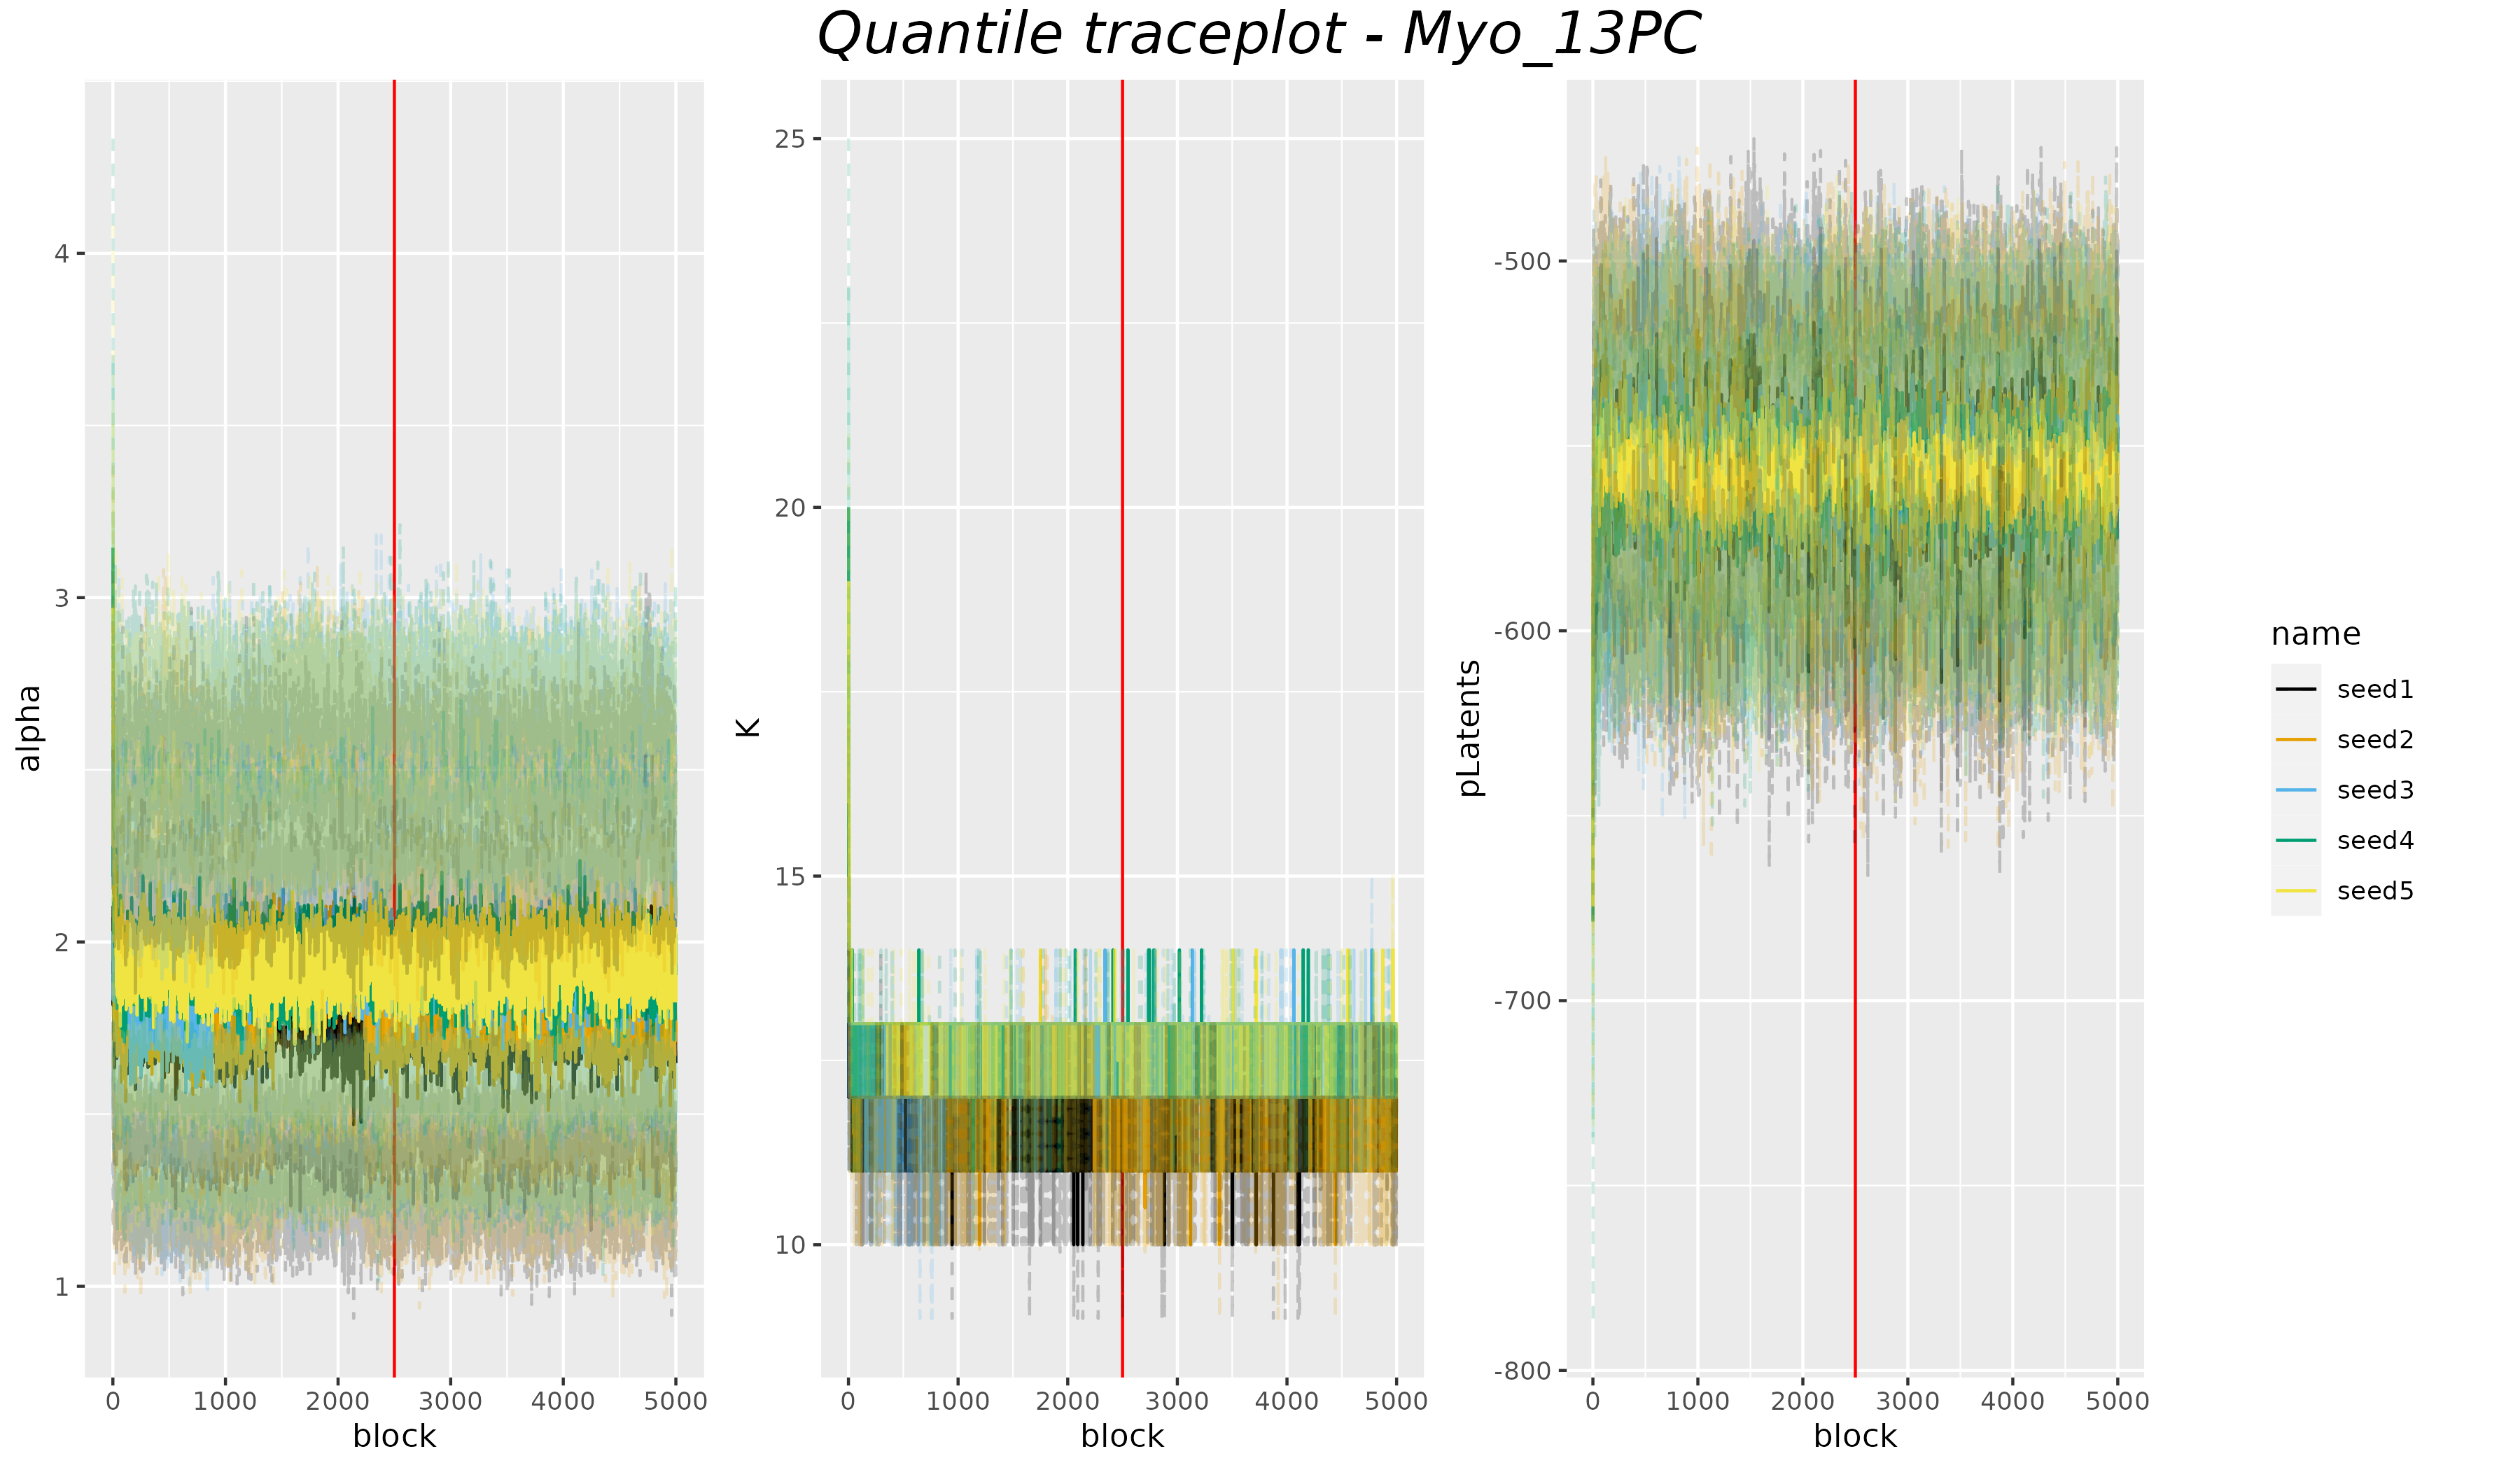 Quantile traceplot - Myo_13PC
alpha
4
3
2
1
0 1000 2000 3000 4000 5000
block
K
25
20
15
10
0 1000 2000 3000 4000 5000
block
pLatents
-500
-600
-700
-800
0 1000 2000 3000 4000 5000
block
name
seed1
seed2
seed3
seed4
seed5